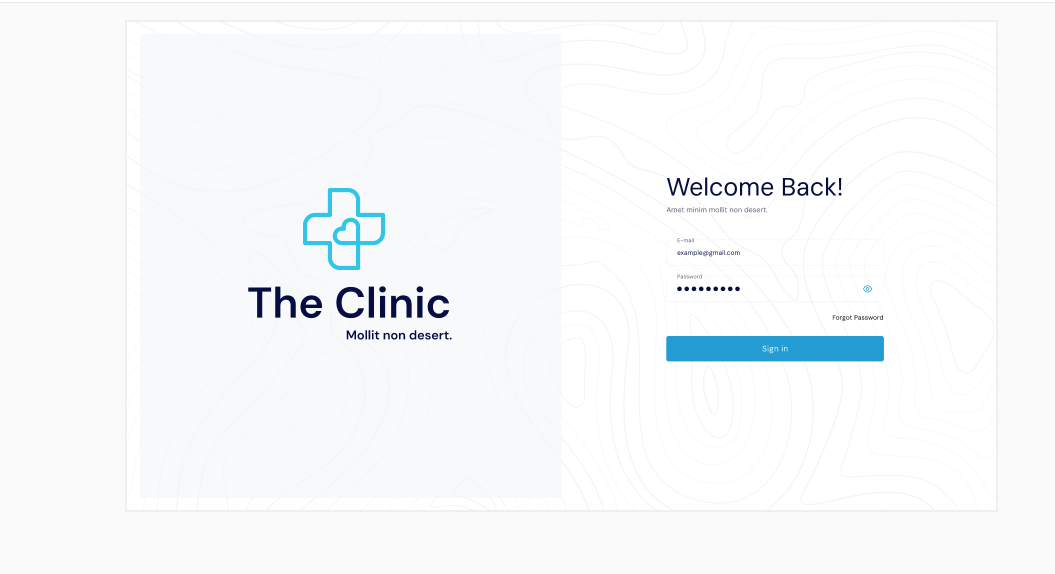 The Clinic
Mollit non desert.
Welcome Back!
Amet minim mollit non desert.
E-mail
example@gmail.com
Password
●●●●●●●●●
Forgot Password
Sign in